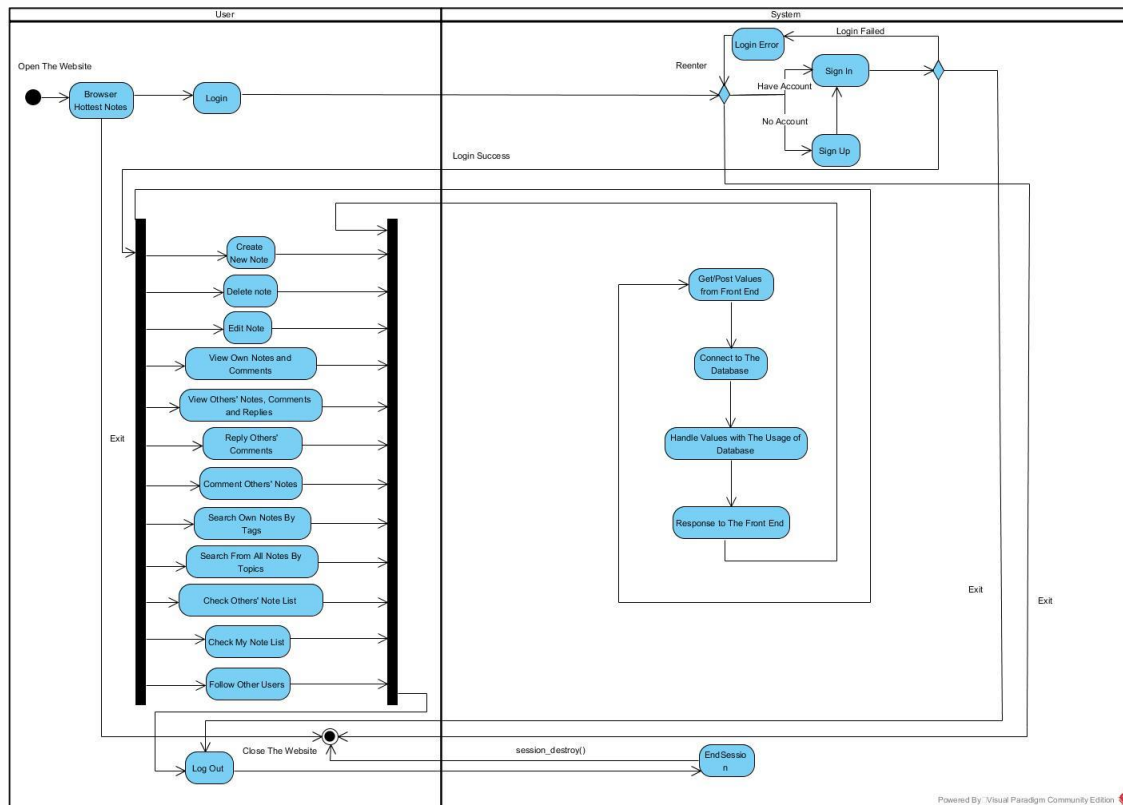 User
System
Login Failed
Login Error
Open The Website
Reenter
Sign In
Have Account
Browser
Hottest Notes
Login
No Account
Sign Up
Login Success
Create
New Note
Delete note
Edit Note
View Own Notes and
Comments
View Others' Notes, Comments
and Replies
Reply Others'
Comments
Comment Others' Notes
Search Own Notes By
Tags
Search From All Notes By
Topics
Check Others' Note List
Check My Note List
Follow Other Users
Exit
Get/Post Values
from Front End
Connect to The
Database
Handle Values with The Usage of
Database
Response to The Front End
Exit
Exit
Close The Website
session_destroy()
EndSessio
n
Log Out
Powered By Visual Paradigm Community Edition